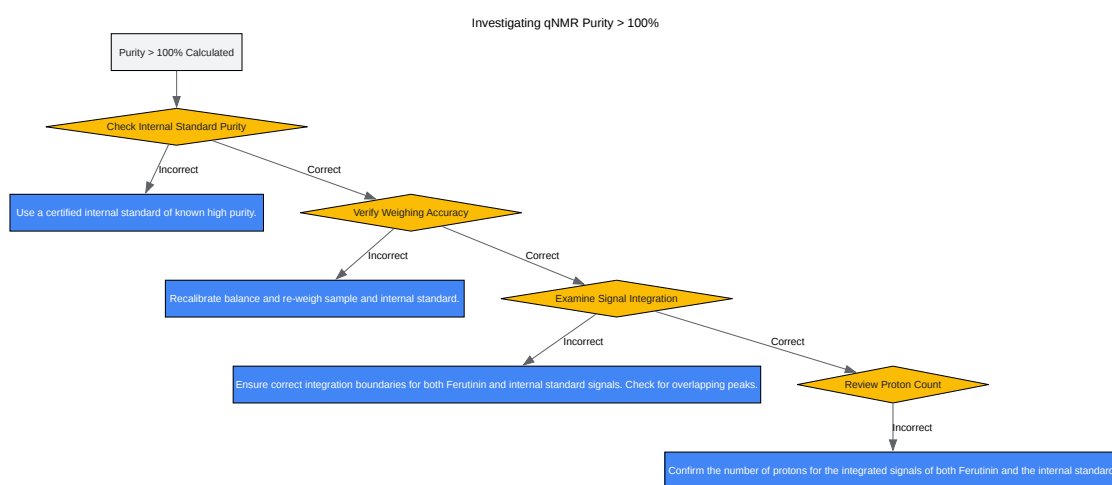 Investigating qNMR Purity > 100%
Purity > 100% Calculated
Check Internal Standard Purity
Incorrect
Correct
Use a certified internal standard of known high purity.
Verify Weighing Accuracy
Incorrect
Correct
Recalibrate balance and re-weigh sample and internal standard.
Examine Signal Integration
Incorrect
Correct
Ensure correct integration boundaries for both Ferutinin and internal standard signals. Check for overlapping peaks.
Review Proton Count
Incorrect
Confirm the number of protons for the integrated signals of both Ferutinin and the internal standard